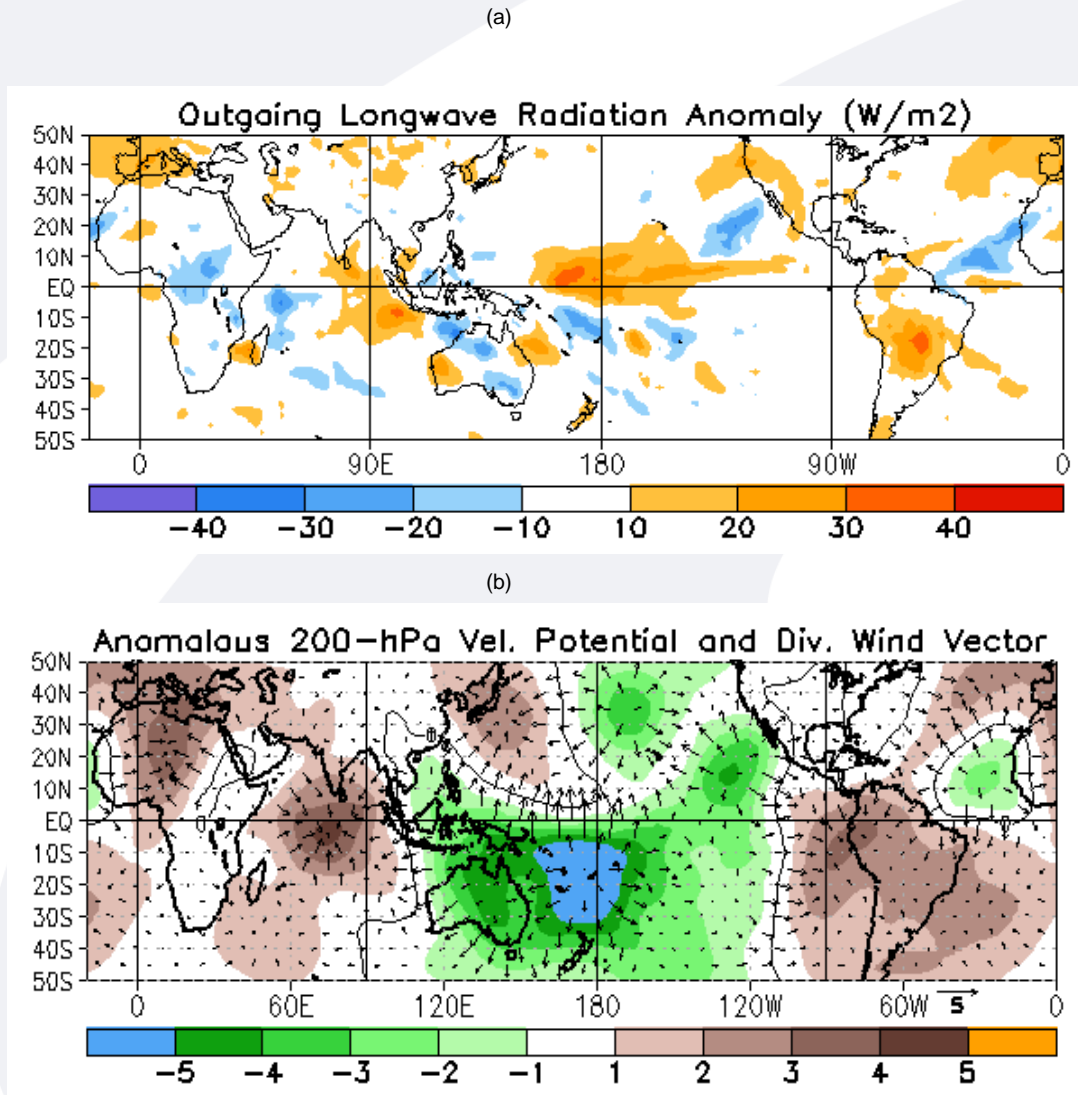 (a)
Outgoing Longwave Radiation Anomaly (W/m2)
50N
40N
30N
20N
10N
EQ
10S
20S
30S
40S
50S
0 90E 180 90W 0
-40 -30 -20 -10 10 20 30 40
(b)
Anamalaus 200-hPa Vel. Potential and Div. Wind Vector
50N
40N
30N
20N
10N
EQ
10S
20S
30S
40S
50S
0 60E 120E 180 120W 60W 0
5
-5 -4 -3 -2 -1 1 2 3 4 5